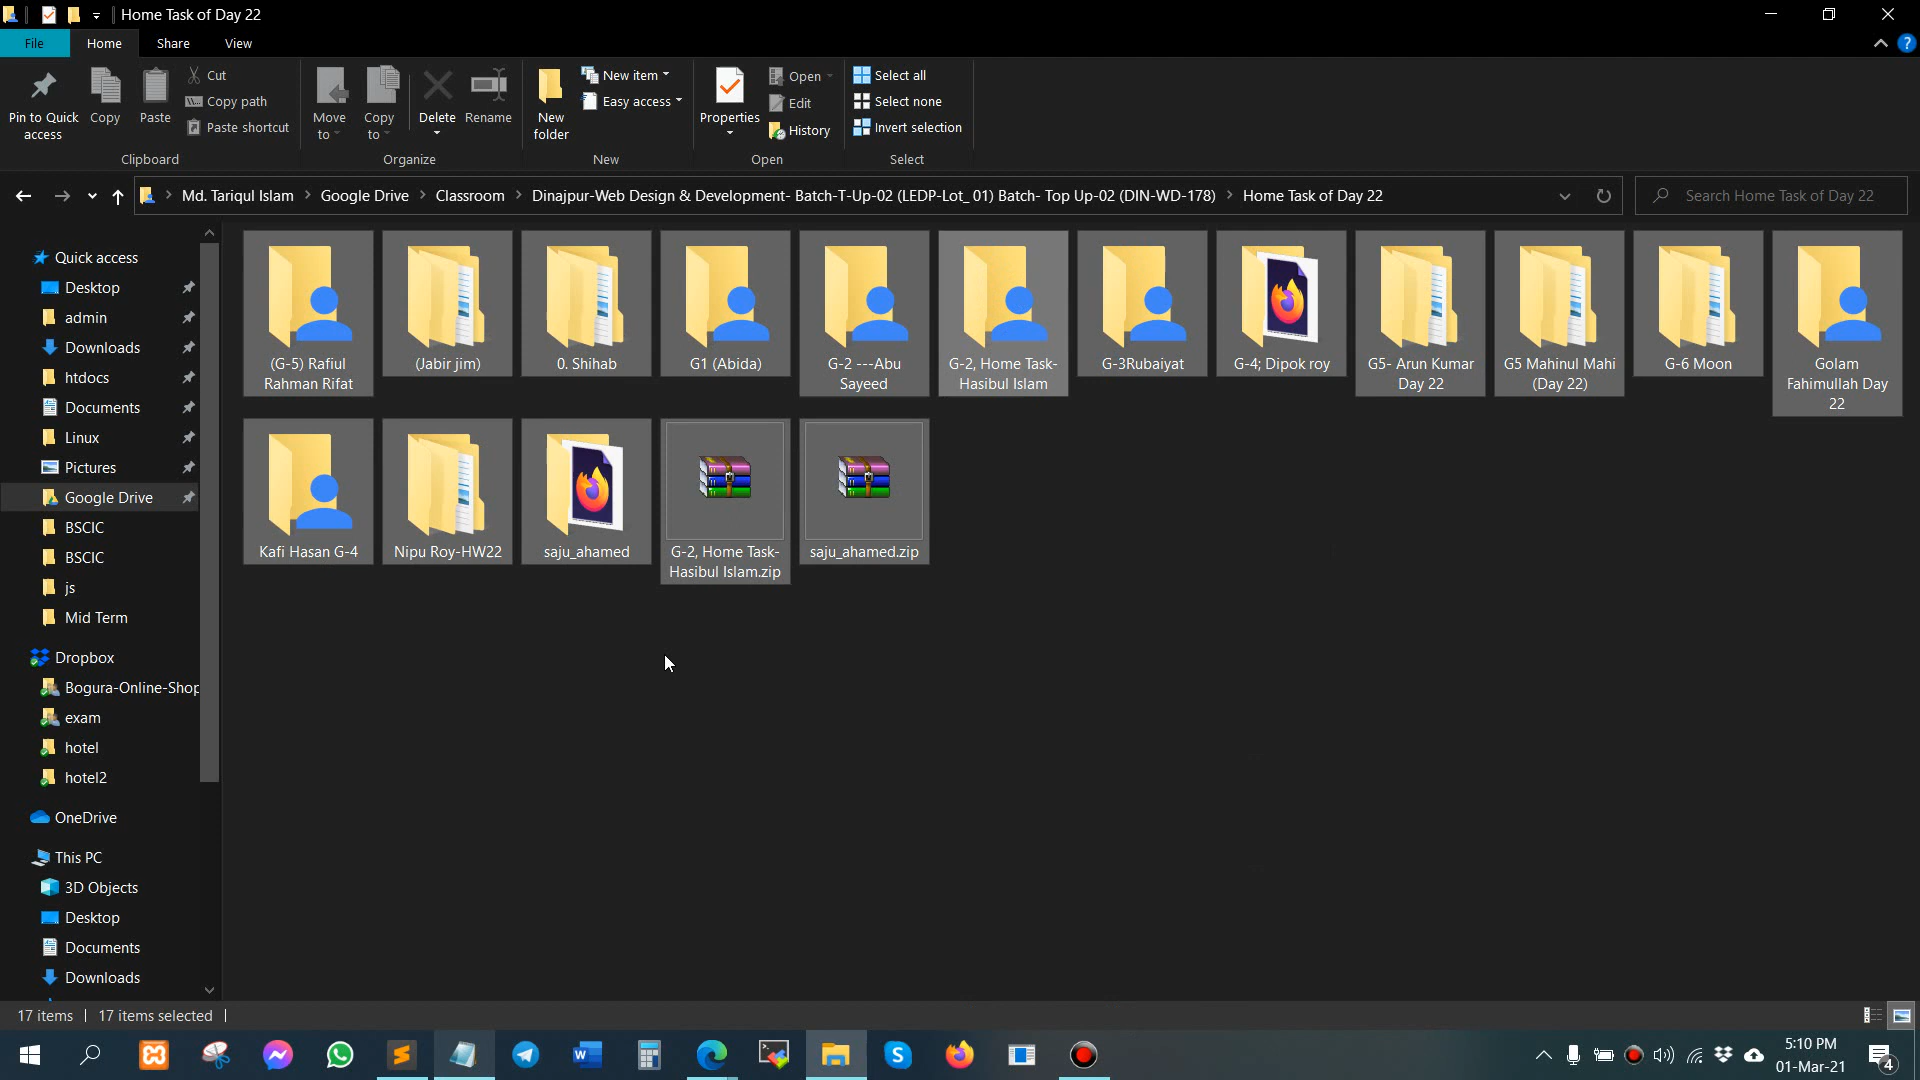 Home Task of Day 22
File Home Share View
Pin to Quick access
Copy
Paste
Cut
Copy path
Paste shortcut
Clipboard
Move to
Copy to
Delete
Rename
Organize
New folder
New item
Easy access
New
Properties
Open
Edit
History
Open
Select all
Select none
Invert selection
Select
Md. Tariqul Islam Google Drive Classroom Dinajpur-Web Design & Development- Batch-T-Up-02 (LEDP-Lot_ 01) Batch- Top Up-02 (DIN-WD-178) Home Task of Day 22
Search Home Task of Day 22
Quick access
Desktop
admin
Downloads
htdocs
Documents
Linux
Pictures
Google Drive
BSCIC
BSCIC
js
Mid Term
Dropbox
Bogura-Online-Shop
exam
hotel
hotel2
OneDrive
This PC
3D Objects
Desktop
Documents
Downloads
(G-5) Rafiul
Rahman Rifat
(Jabir jim)
0. Shihab
G1 (Abida)
G-2 ---Abu
Sayeed
G-2, Home Task-
Hasibul Islam
G-3Rubaiyat
G-4; Dipok roy
G5- Arun Kumar
Day 22
G5 Mahinul Mahi
(Day 22)
G-6 Moon
Golam
Fahimullah Day
22
Kafi Hasan G-4
Nipu Roy-HW22
saju_ahamed
G-2, Home Task-
Hasibul Islam.zip
saju_ahamed.zip
17 items 17 items selected
5:10 PM
01-Mar-21
4